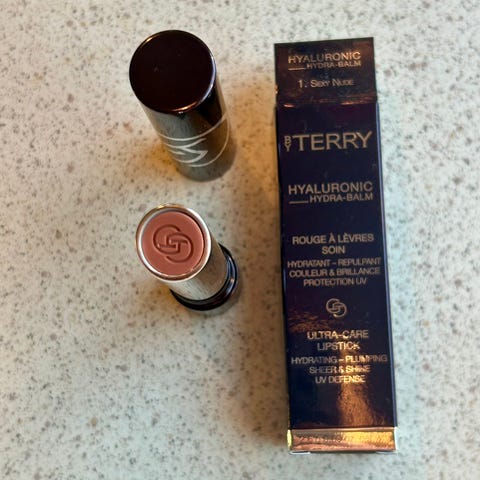 HYALURONIC
HYDRA-BALM
1. SEXY NUDE
BY TERRY
HYALURONIC
HYDRA-BALM
ROUGE À LÈVRES
SOIN
HYDRATANT – REPULPANT
COULEUR & BRILLANCE
PROTECTION UV
ULTRA-CARE
LIPSTICK
HYDRATING – PLUMPING
SHEER & SHINE
UV DEFENSE